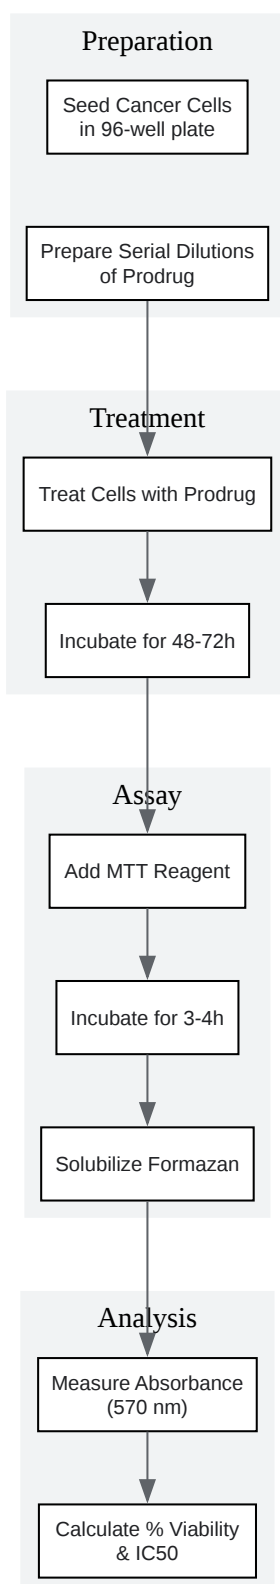 Preparation
Seed Cancer Cells
in 96-well plate
Prepare Serial Dilutions
of Prodrug
Treatment
Treat Cells with Prodrug
Incubate for 48-72h
Assay
Add MTT Reagent
Incubate for 3-4h
Solubilize Formazan
Analysis
Measure Absorbance
(570 nm)
Calculate % Viability
& IC50